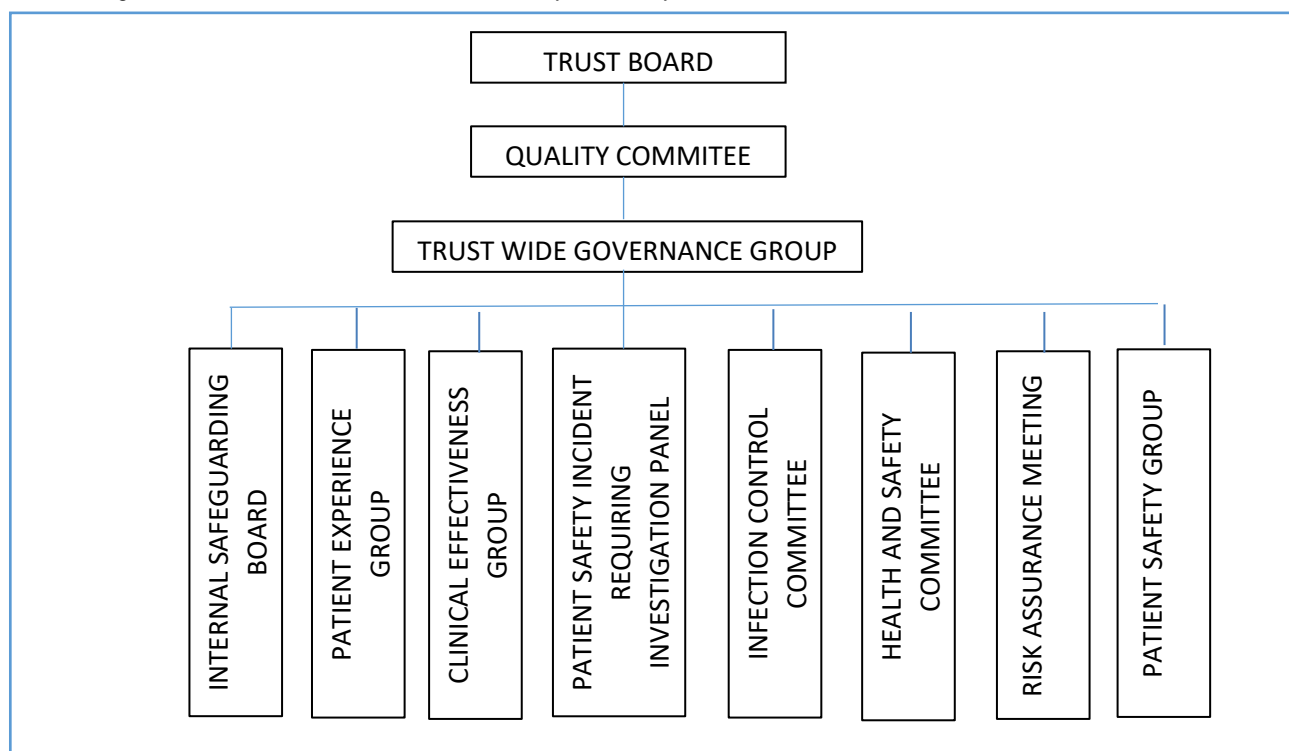 TRUST BOARD
QUALITY COMMITEE
TRUST WIDE GOVERNANCE GROUP
INTERNAL SAFEGUARDING
BOARD
PATIENT EXPERIENCE
GROUP
CLINICAL EFFECTIVENESS
GROUP
PATIENT SAFETY INCIDENT
REQUIRING
INVESTIGATION PANEL
INFECTION CONTROL
COMMITTEE
HEALTH AND SAFETY
COMMITTEE
RISK ASSURANCE MEETING
PATIENT SAFETY GROUP